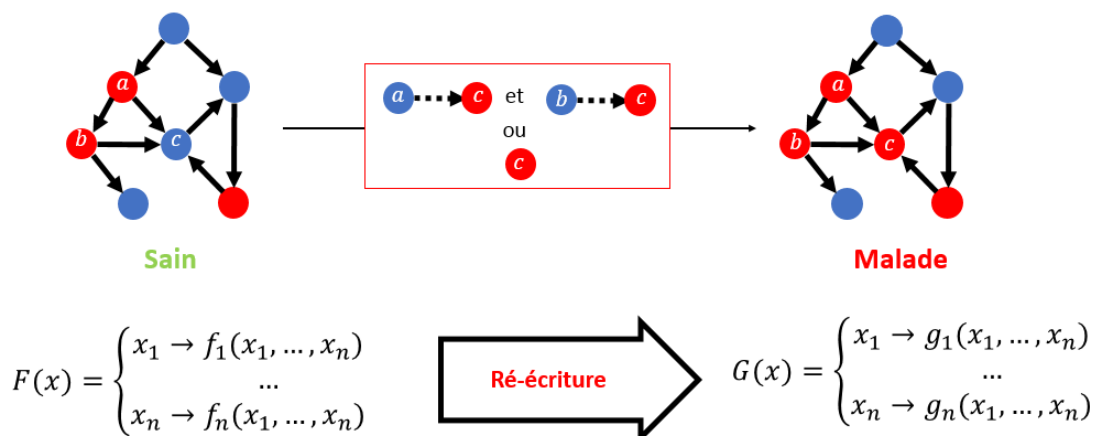 a
b
c
a c et b c
ou
c
a
b
c
Sain
Malade
F(x) = { x₁ → f₁(x₁, …, xₙ)
…
xₙ → fₙ(x₁, …, xₙ)
Ré-écriture
G(x) = { x₁ → g₁(x₁, …, xₙ)
…
xₙ → gₙ(x₁, …, xₙ)